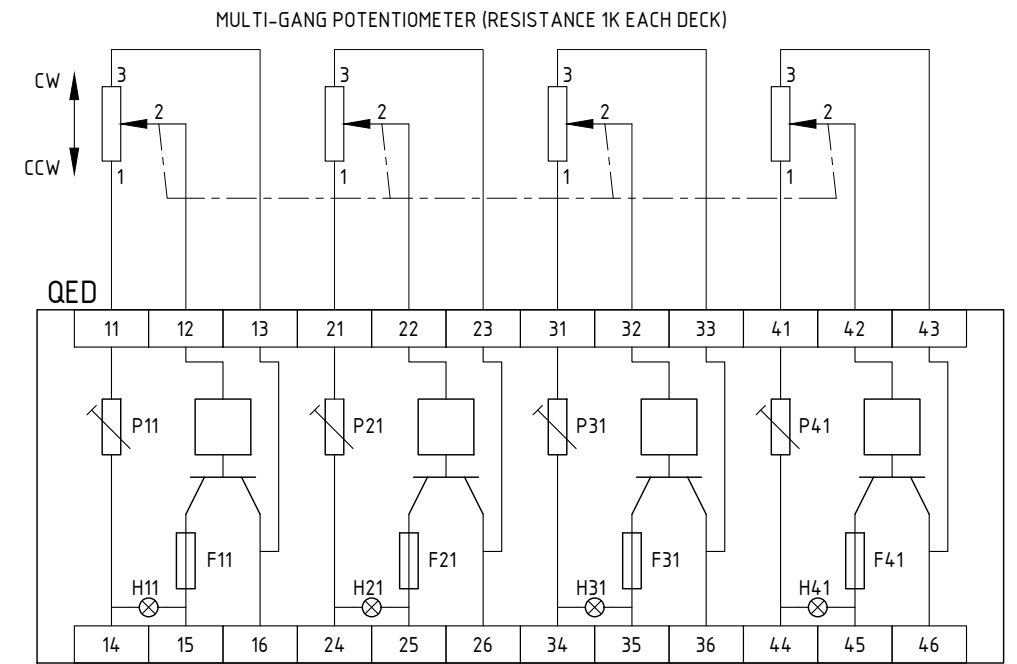 MULTI-GANG POTENTIOMETER (RESISTANCE 1K EACH DECK)
CW 3 3 3 3
2 2 2 2
CCW 1 1 1 1
QED
11 12 13 21 22 23 31 32 33 41 42 43
P11 P21 P31 P41
F11 F21 F31 F41
H11 H21 H31 H41
14 15 16 24 25 26 34 35 36 44 45 46